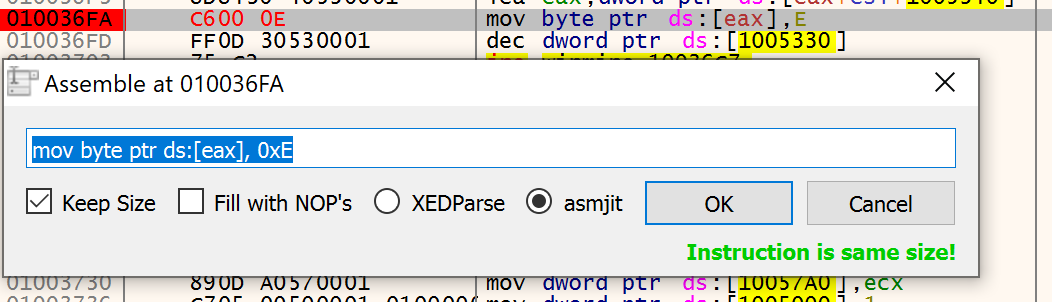 010036FA C600 0E mov byte ptr ds:[eax],E
010036FD FF0D 30530001 dec dword ptr ds:[1005330]
Assemble at 010036FA
mov byte ptr ds:[eax], 0xE
Keep Size Fill with NOP's XEDParse asmjit OK Cancel
Instruction is same size!
01003730 890D A0570001 mov dword ptr ds:[10057A0],ecx